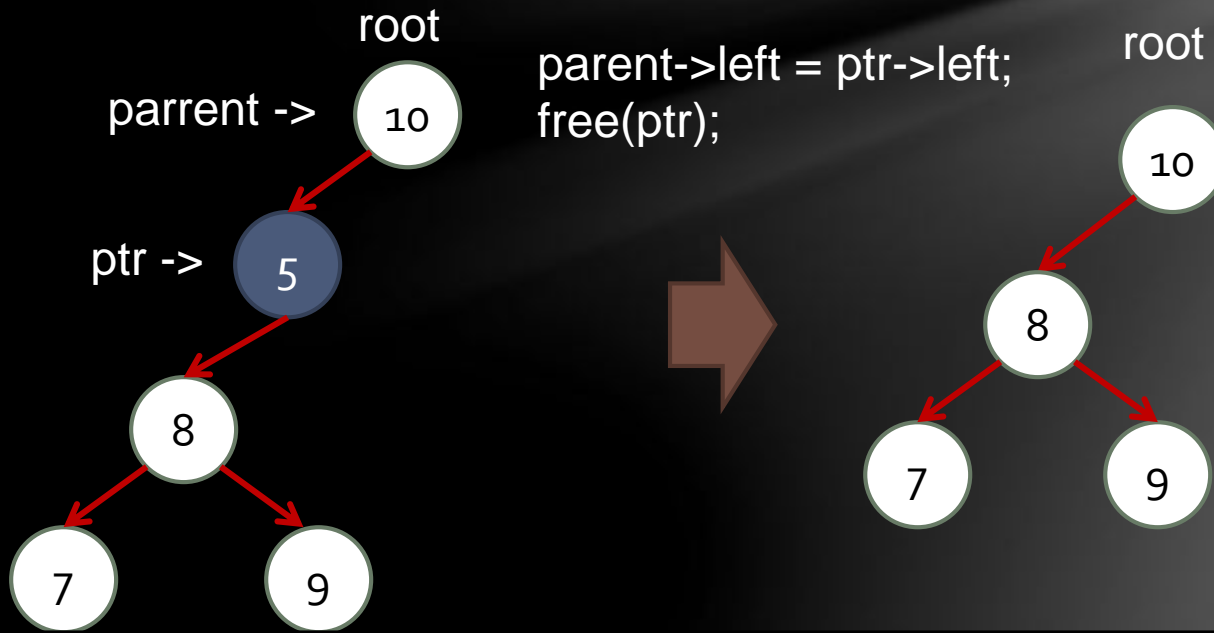 root
parrent ->
10
ptr ->
5
8
7
9
parent->left = ptr->left;
free(ptr);
root
10
8
7
9